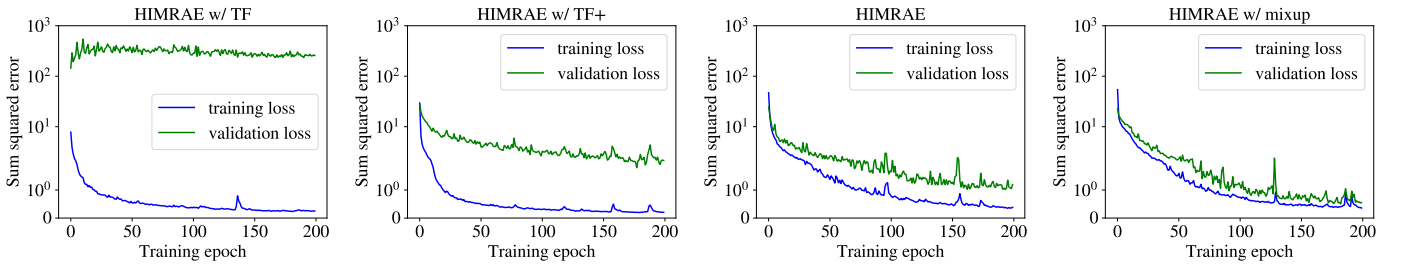 HIMRAE w/ TF
Sum squared error
10³
10²
10¹
10⁰
0
training loss
validation loss
0 50 100 150 200
Training epoch
HIMRAE w/ TF+
Sum squared error
10³
10²
10¹
10⁰
0
training loss
validation loss
0 50 100 150 200
Training epoch
HIMRAE
Sum squared error
10³
10²
10¹
10⁰
0
training loss
validation loss
0 50 100 150 200
Training epoch
HIMRAE w/ mixup
Sum squared error
10³
10²
10¹
10⁰
0
training loss
validation loss
0 50 100 150 200
Training epoch